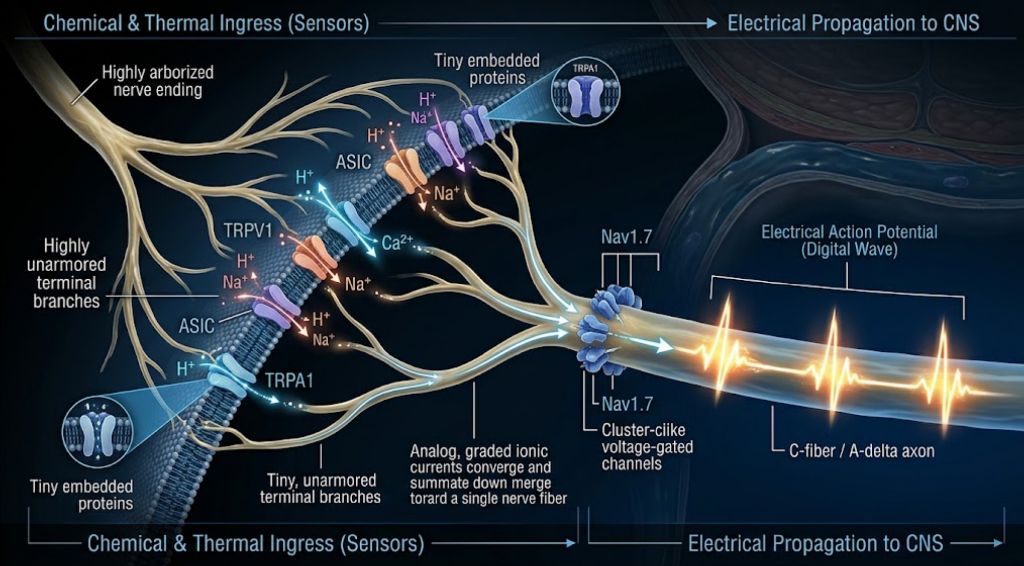 Chemical & Thermal Ingress (Sensors)
Electrical Propagation to CNS
Highly arborized
nerve ending
Tiny embedded
proteins
TRPA1
H⁺
Na⁺
H⁺
ASIC
Na⁺
H⁺
Ca²⁺
TRPV1
Na⁺
Highly
unarmored
terminal
branches
H⁺
Na⁺
ASIC
H⁺
Na⁺
H⁺
TRPA1
Tiny embedded
proteins
Tiny, unarmored
terminal branches
Analog, graded ionic
currents converge and
summate down merge
torard a single nerve fiber
Nav1.7
Nav1.7
Cluster-ciike
voltage-gated
channels
Electrical Action Potential
(Digital Wave)
C-fiber / A-delta axon
Chemical & Thermal Ingress (Sensors)
Electrical Propagation to CNS